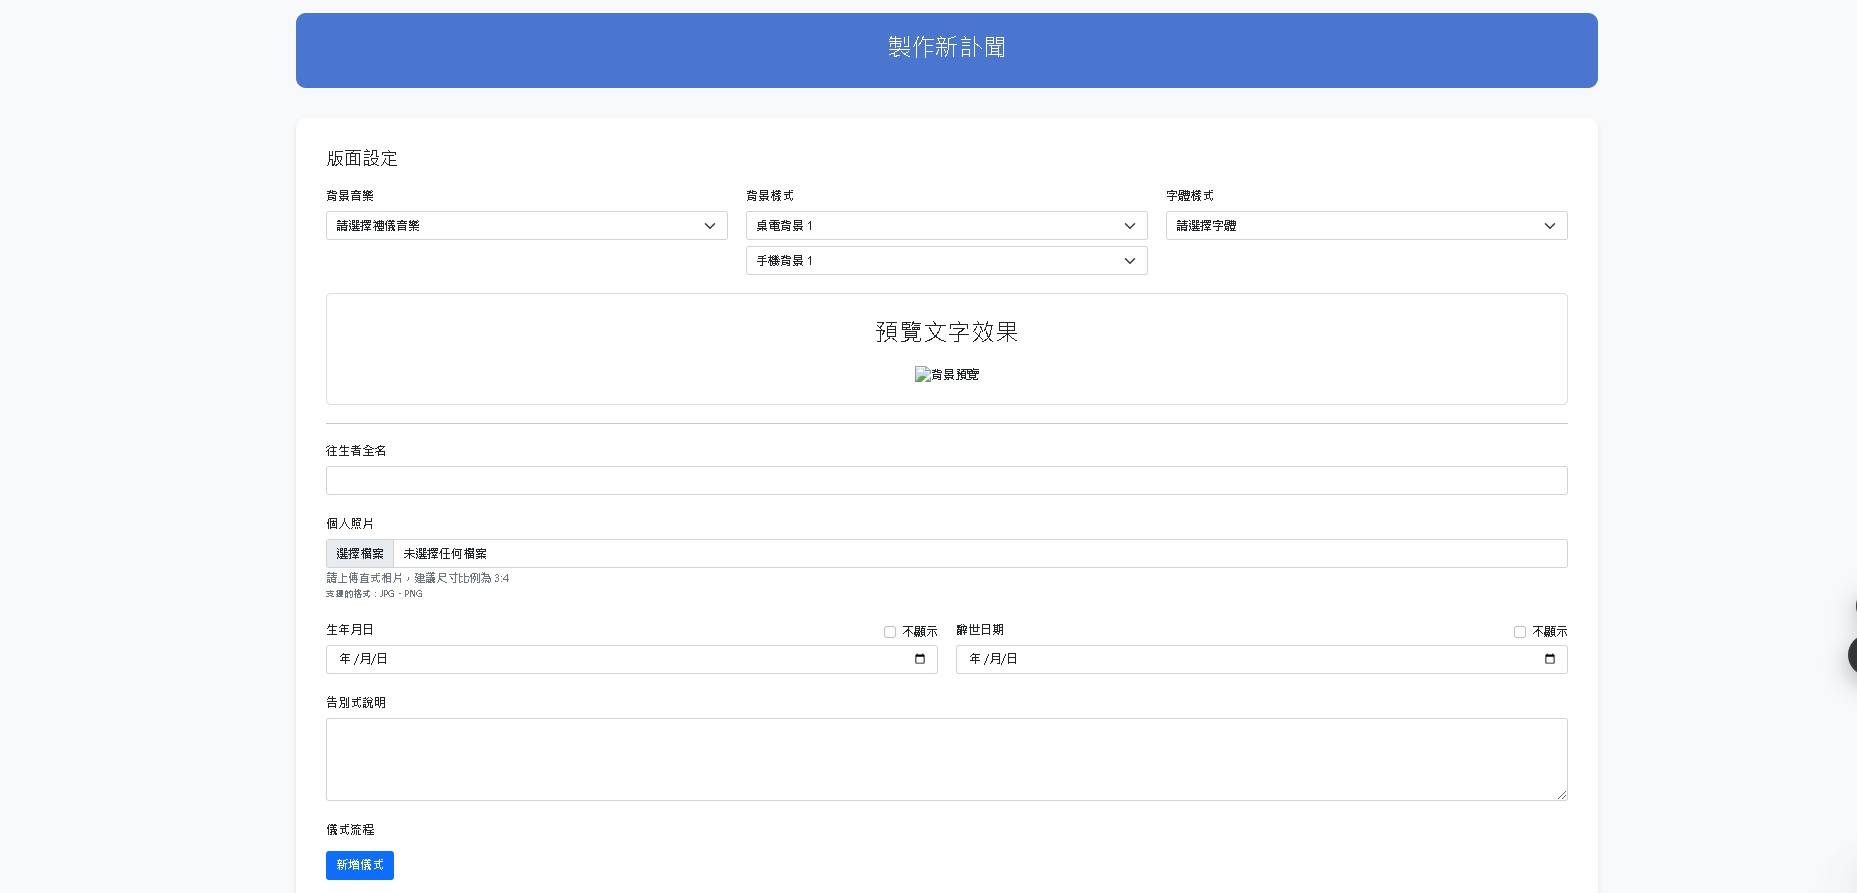 製作新訃聞
版面設定
背景音樂
背景樣式
字體樣式
請選擇禮儀音樂
桌電背景 1
請選擇字體
手機背景 1
預覽文字效果
背景預覽
往生者全名
個人照片
選擇檔案 未選擇任何檔案
請上傳直式相片，建議尺寸比例為 3:4
支援的格式：JPG、PNG
生年月日 不顯示
辭世日期 不顯示
年 /月/日
年 /月/日
告別式說明
儀式流程
新增儀式